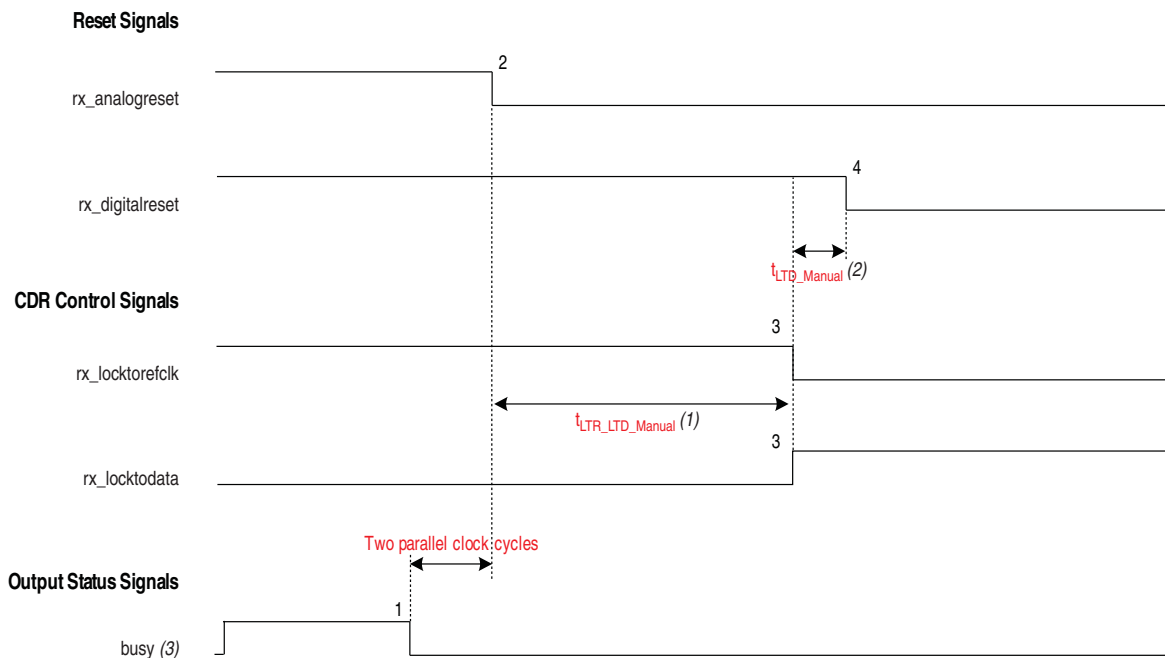 Reset Signals
2
rx_analogreset
4
rx_digitalreset
tLTD_Manual (2)
CDR Control Signals
3
rx_locktorefclk
tLTR_LTD_Manual (1)
3
rx_locktodata
Two parallel clock cycles
Output Status Signals
1
busy (3)